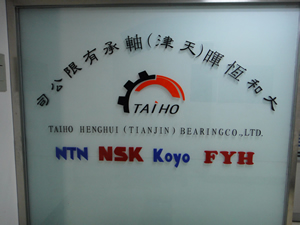 大和恆暉(天津)軸承有限公司
TAIHO
TAIHO HENGHUI (TIANJIN) BEARINGCO.,LTD.
NTN NSK Koyo FYH